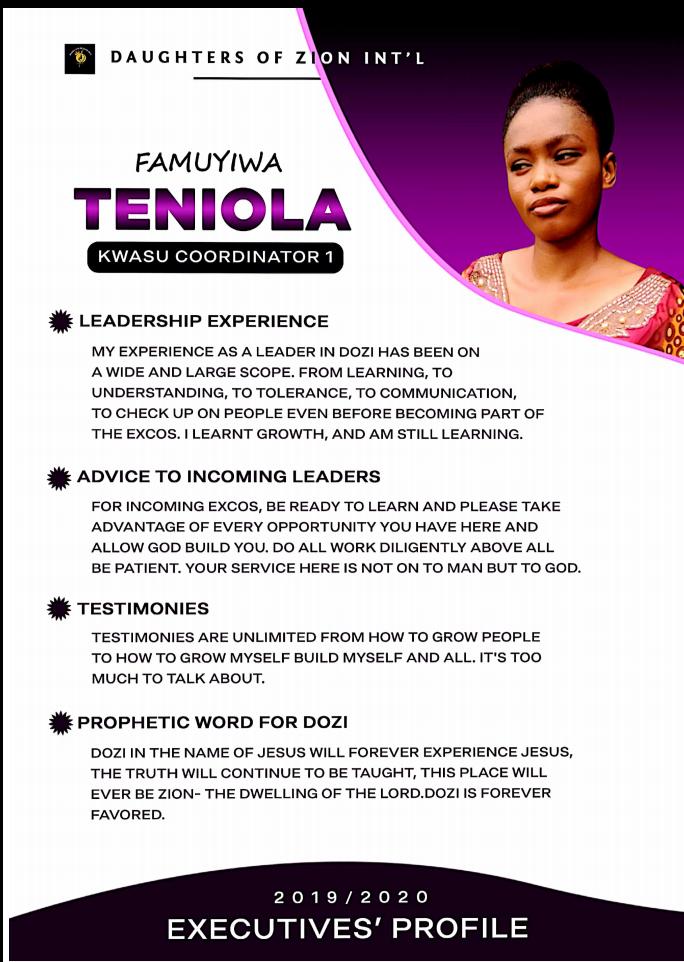 DAUGHTERS OF ZION INT'L
FAMUYIWA
TENIOLA
KWASU COORDINATOR 1
LEADERSHIP EXPERIENCE
MY EXPERIENCE AS A LEADER IN DOZI HAS BEEN ON
A WIDE AND LARGE SCOPE. FROM LEARNING, TO
UNDERSTANDING, TO TOLERANCE, TO COMMUNICATION,
TO CHECK UP ON PEOPLE EVEN BEFORE BECOMING PART OF
THE EXCOS. I LEARNT GROWTH, AND AM STILL LEARNING.
ADVICE TO INCOMING LEADERS
FOR INCOMING EXCOS, BE READY TO LEARN AND PLEASE TAKE
ADVANTAGE OF EVERY OPPORTUNITY YOU HAVE HERE AND
ALLOW GOD BUILD YOU. DO ALL WORK DILIGENTLY ABOVE ALL
BE PATIENT. YOUR SERVICE HERE IS NOT ON TO MAN BUT TO GOD.
TESTIMONIES
TESTIMONIES ARE UNLIMITED FROM HOW TO GROW PEOPLE
TO HOW TO GROW MYSELF BUILD MYSELF AND ALL. IT'S TOO
MUCH TO TALK ABOUT.
PROPHETIC WORD FOR DOZI
DOZI IN THE NAME OF JESUS WILL FOREVER EXPERIENCE JESUS,
THE TRUTH WILL CONTINUE TO BE TAUGHT, THIS PLACE WILL
EVER BE ZION- THE DWELLING OF THE LORD.DOZI IS FOREVER
FAVORED.
2019/2020
EXECUTIVES' PROFILE